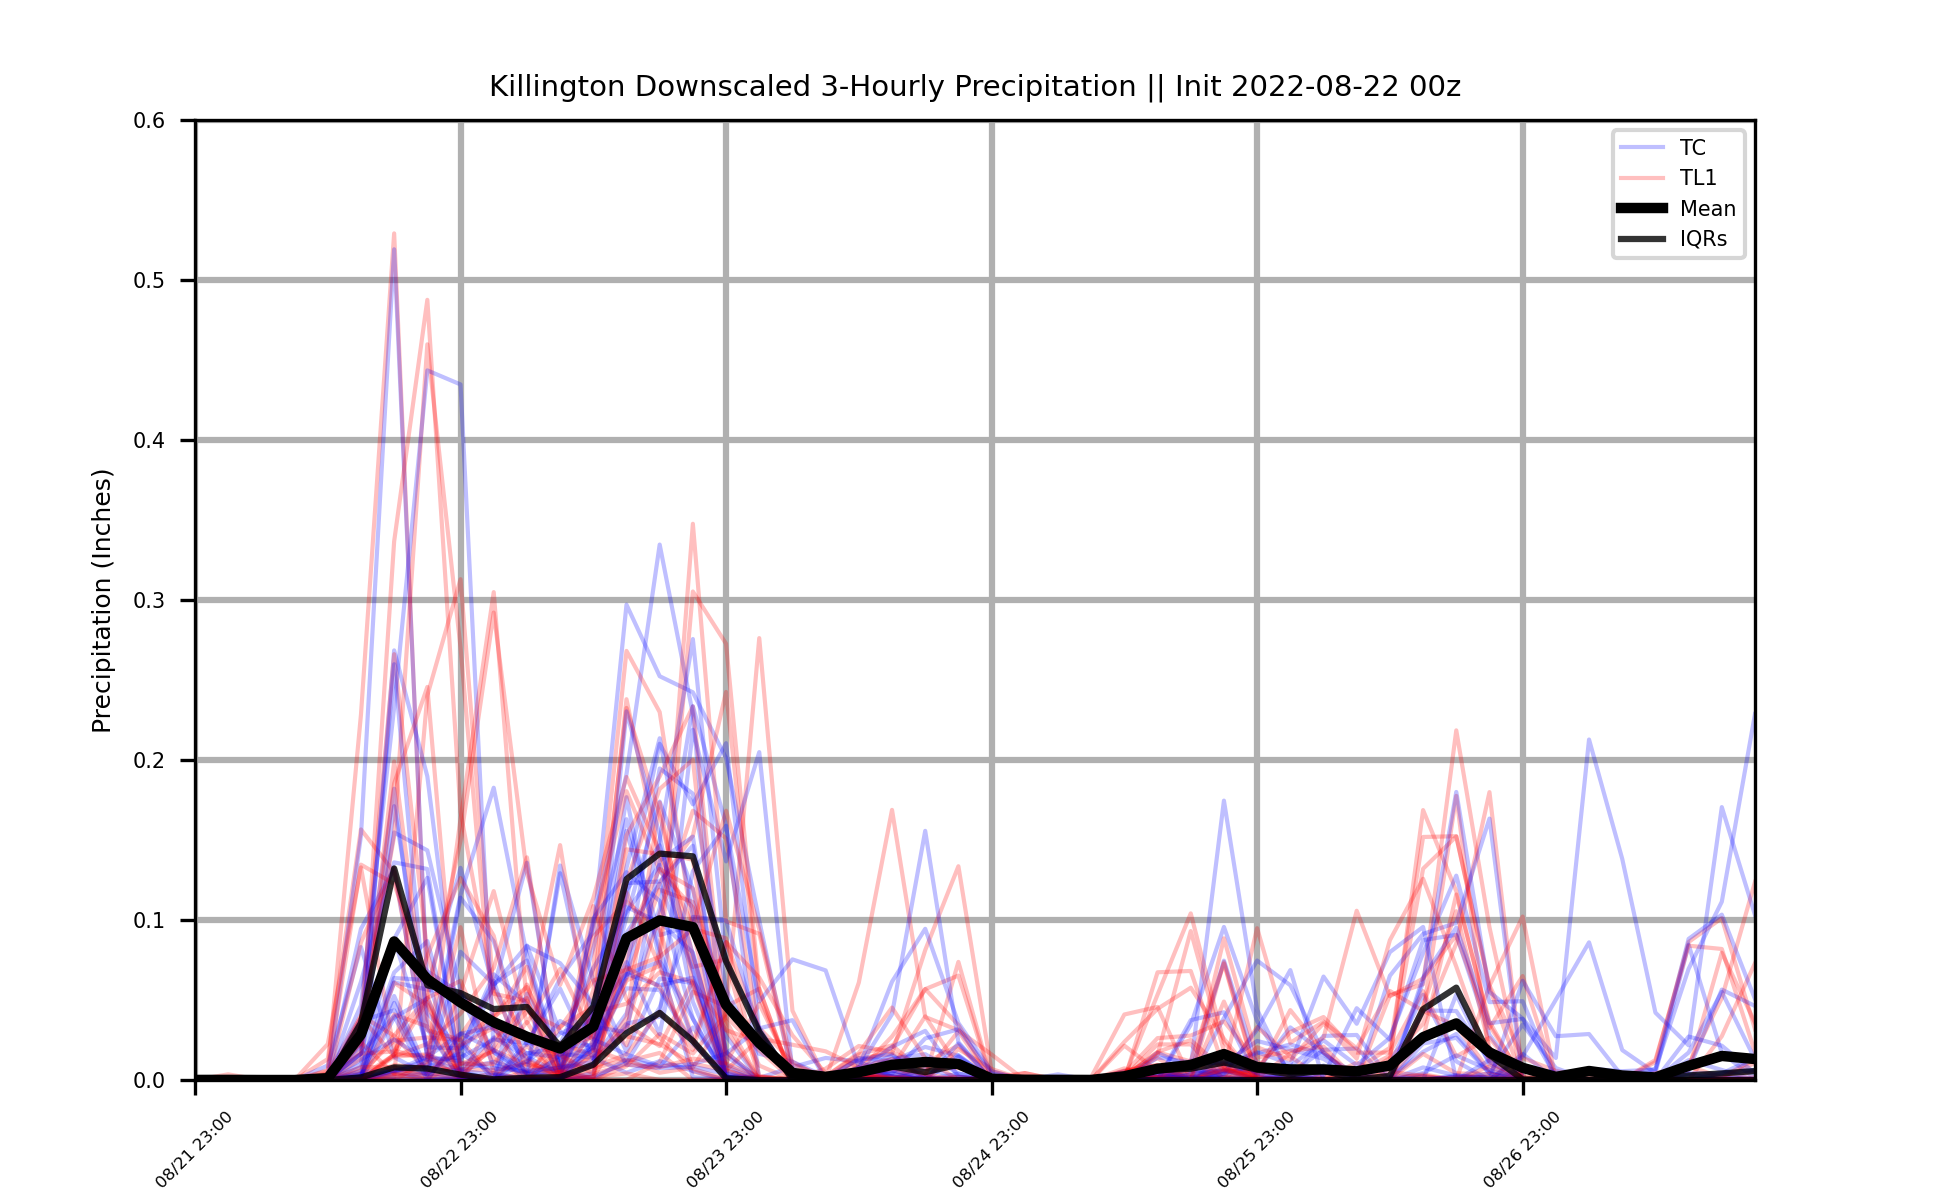 Killington Downscaled 3-Hourly Precipitation || Init 2022-08-22 00z
0.6
0.5
0.4
0.3
0.2
0.1
0.0
Precipitation (Inches)
TC
TL1
Mean
IQRs
08/21 23:00
08/22 23:00
08/23 23:00
08/24 23:00
08/25 23:00
08/26 23:00